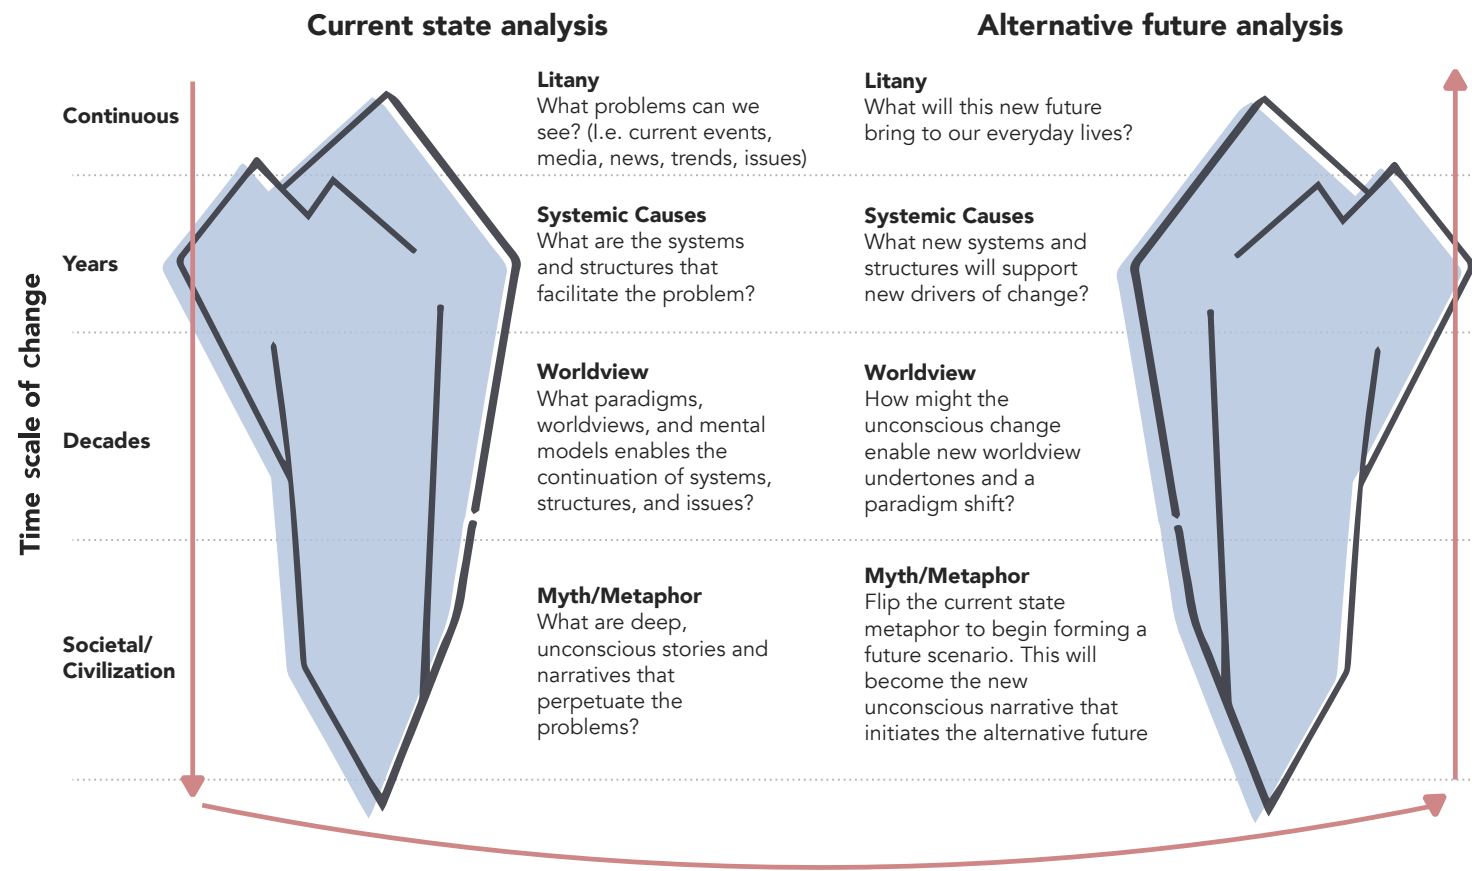 Current state analysis
Alternative future analysis
Time scale of change
Continuous
Years
Decades
Societal/
Civilization
Litany
What problems can we
see? (I.e. current events,
media, news, trends, issues)
Systemic Causes
What are the systems
and structures that
facilitate the problem?
Worldview
What paradigms,
worldviews, and mental
models enables the
continuation of systems,
structures, and issues?
Myth/Metaphor
What are deep,
unconscious stories and
narratives that
perpetuate the
problems?
Litany
What will this new future
bring to our everyday lives?
Systemic Causes
What new systems and
structures will support
new drivers of change?
Worldview
How might the
unconscious change
enable new worldview
undertones and a
paradigm shift?
Myth/Metaphor
Flip the current state
metaphor to begin forming a
future scenario. This will
become the new
unconscious narrative that
initiates the alternative future